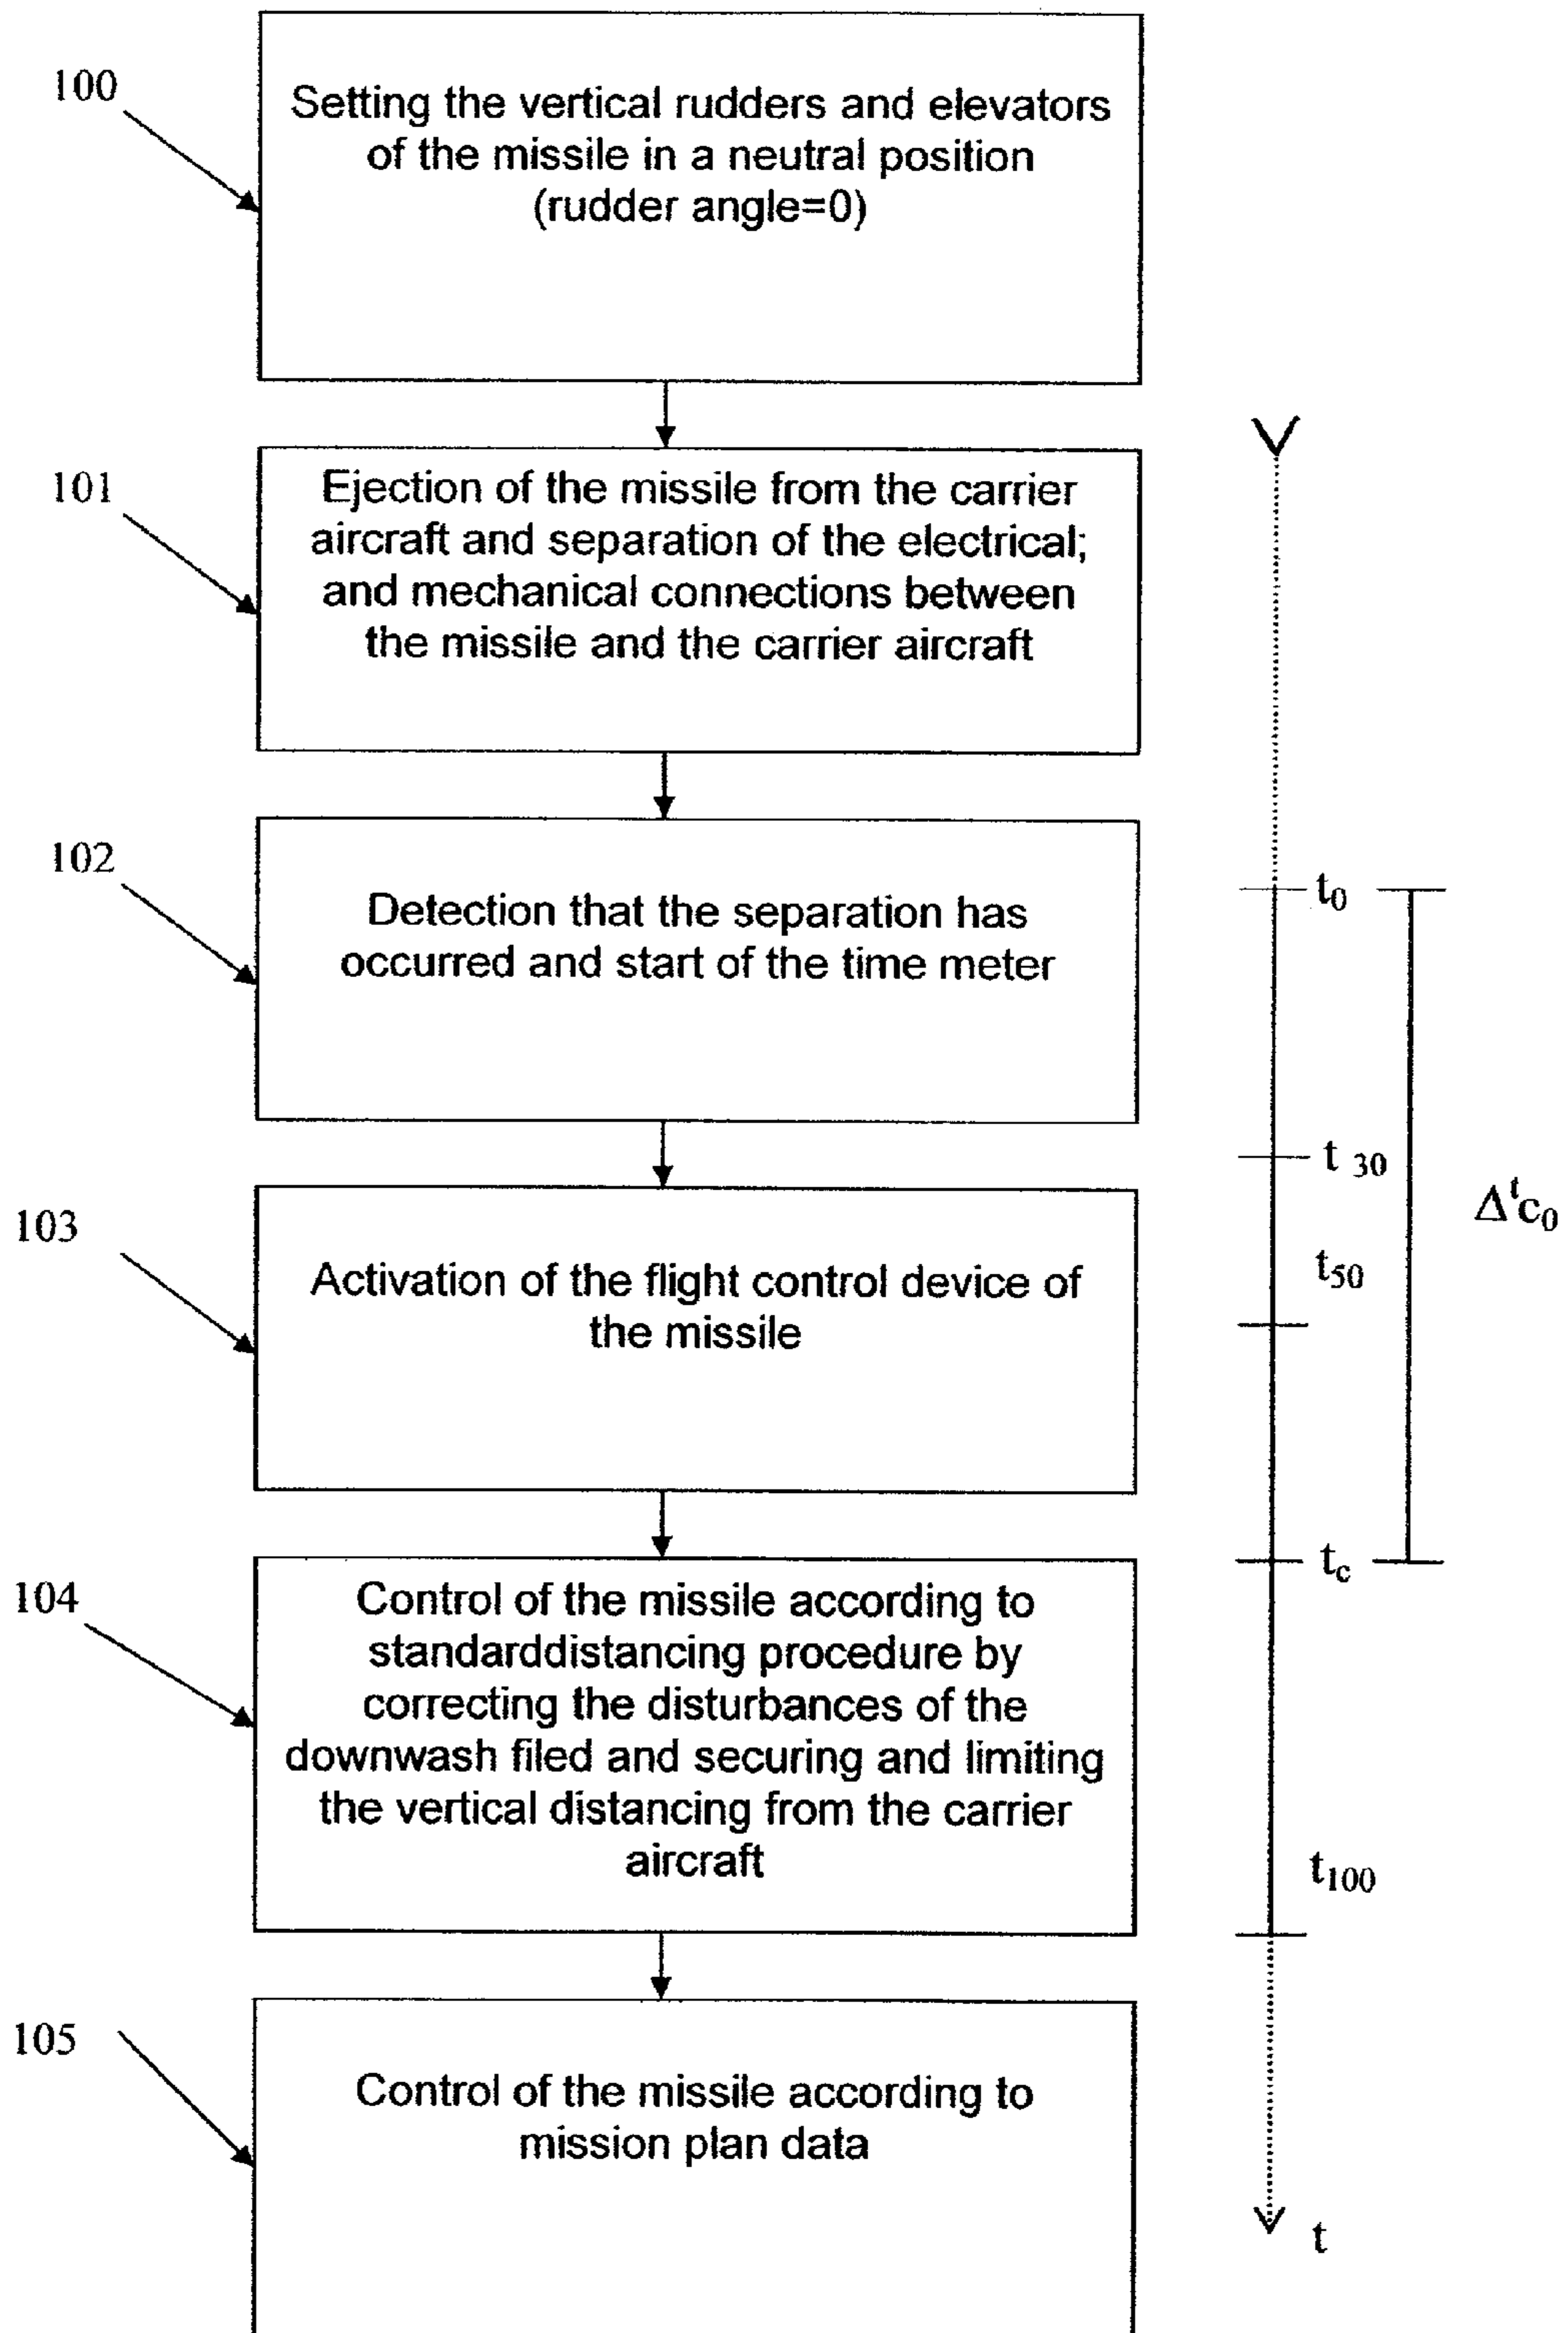 100
Setting the vertical rudders and elevators
of the missile in a neutral position
(rudder angle=0)
101
Ejection of the missile from the carrier
aircraft and separation of the electrical;
and mechanical connections between
the missile and the carrier aircraft
102
Detection that the separation has
occurred and start of the time meter
t0
t 30
103
Activation of the flight control device of
the missile
t50
Δtc0
104
Control of the missile according to
standarddistancing procedure by
correcting the disturbances of the
downwash filed and securing and limiting
the vertical distancing from the carrier
aircraft
tc
t100
105
Control of the missile according to
mission plan data
t